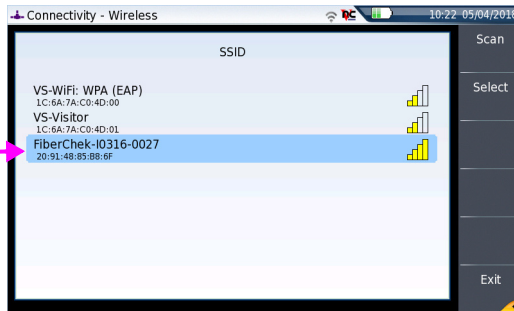 Connectivity - Wireless 10:22 05/04/2018
SSID
Scan
VS-WiFi: WPA (EAP)
1C:6A:7A:C0:4D:00
Select
VS-Visitor
1C:6A:7A:C0:4D:01
FiberChek-I0316-0027
20:91:48:85:B8:6F
Exit